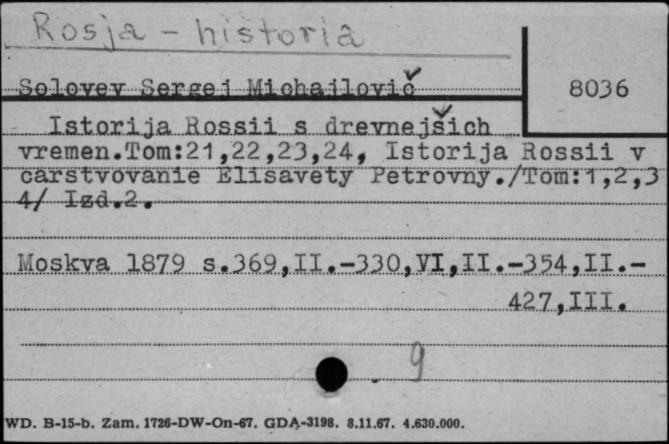 Rosja - historia
Solovev Sergej Michajlovič
8036
Istorija Rossii s drevnejšich
vremen.Tom:21,22,23,24, Istorija Rossii v
carstvovanie Elisavety Petrovny./Tom:1,2,3
4/ Izd.2.
Moskva 1879 s.369,II.-330,VI,II.-354,II.-
427,III.
9
WD. B-15-b. Zam. 1726-DW-On-67. GDA-3198. 8.11.67. 4.630.000.